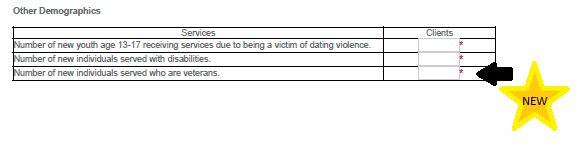 Other Demographics
Services Clients
Number of new youth age 13-17 receiving services due to being a victim of dating violence. *
Number of new individuals served with disabilities. *
Number of new individuals served who are veterans. *
NEW